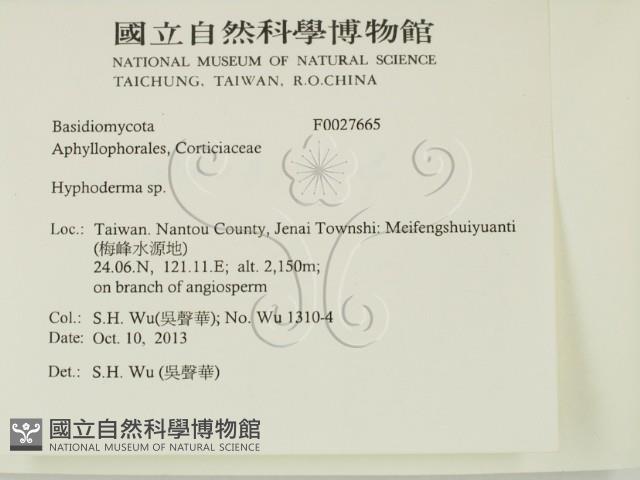 國立自然科學博物館
NATIONAL MUSEUM OF NATURAL SCIENCE
TAICHUNG, TAIWAN, R.O.CHINA
Basidiomycota F0027665
Aphyllophorales, Corticiaceae
Hyphoderma sp.
Loc.: Taiwan. Nantou County, Jenai Townshi: Meifengshuiyuanti
(梅峰水源地)
24.06.N, 121.11.E; alt. 2,150m;
on branch of angiosperm
Col.: S.H. Wu(吳聲華); No. Wu 1310-4
Date: Oct. 10, 2013
Det.: S.H. Wu (吳聲華)
國立自然科學博物館
NATIONAL MUSEUM OF NATURAL SCIENCE